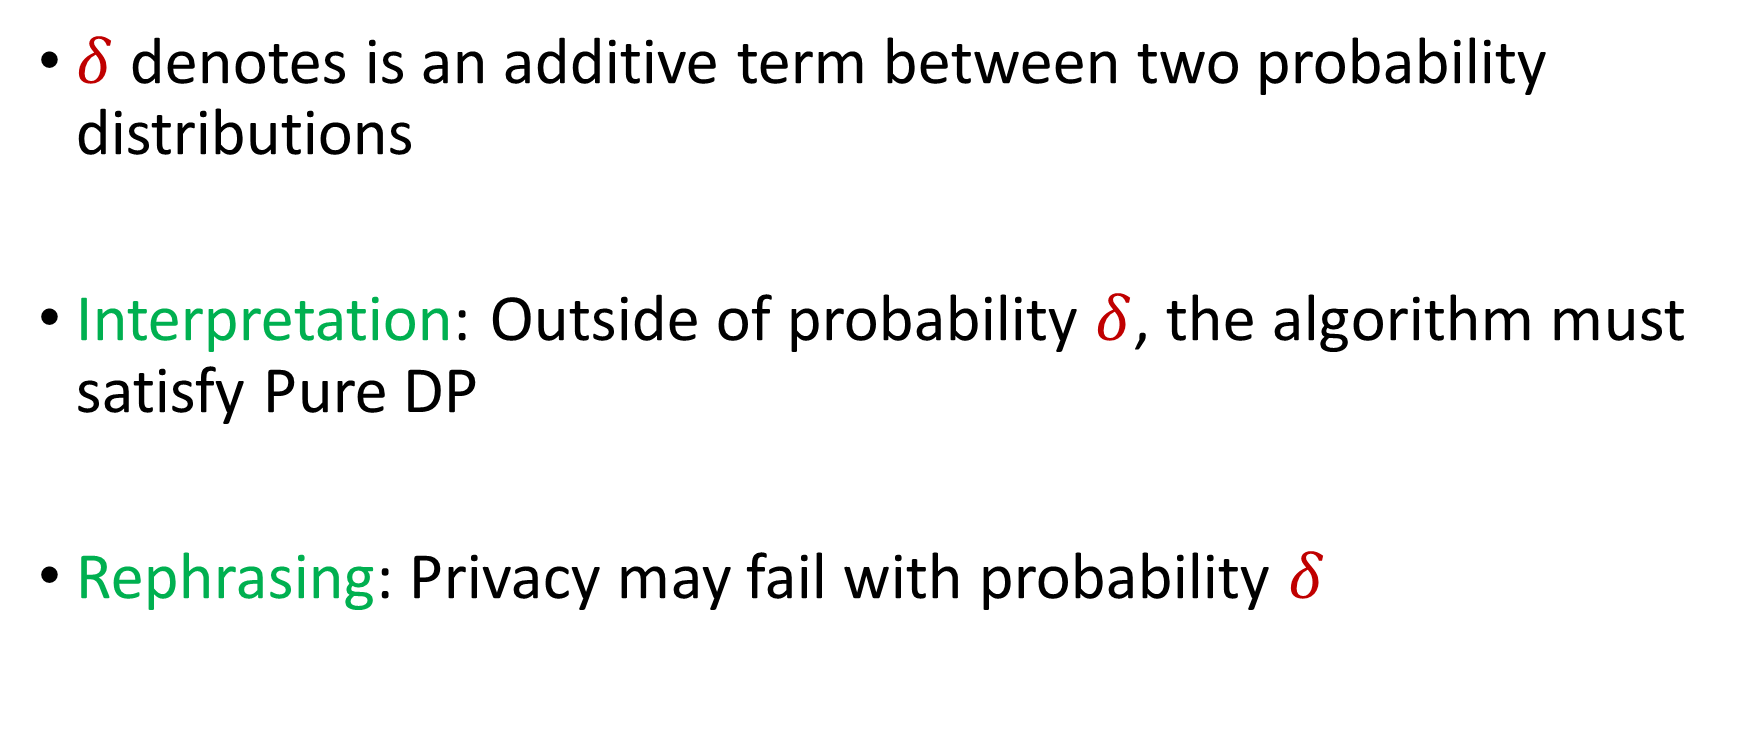 • δ denotes is an additive term between two probability
distributions
• Interpretation: Outside of probability δ, the algorithm must
satisfy Pure DP
• Rephrasing: Privacy may fail with probability δ